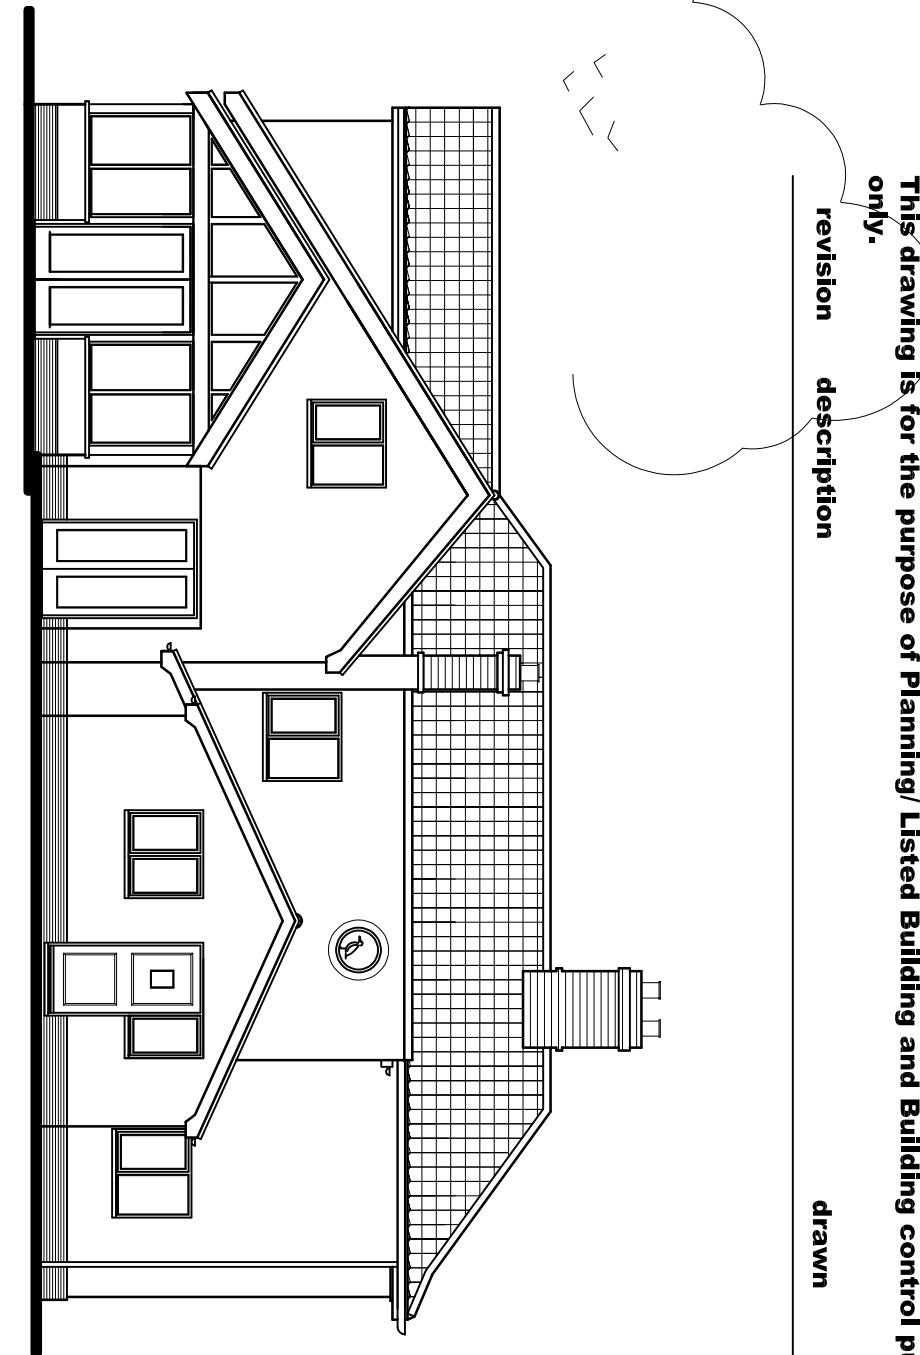 This drawing is for the purpose of Planning/ Listed Building and Building control
only.
revision description drawn